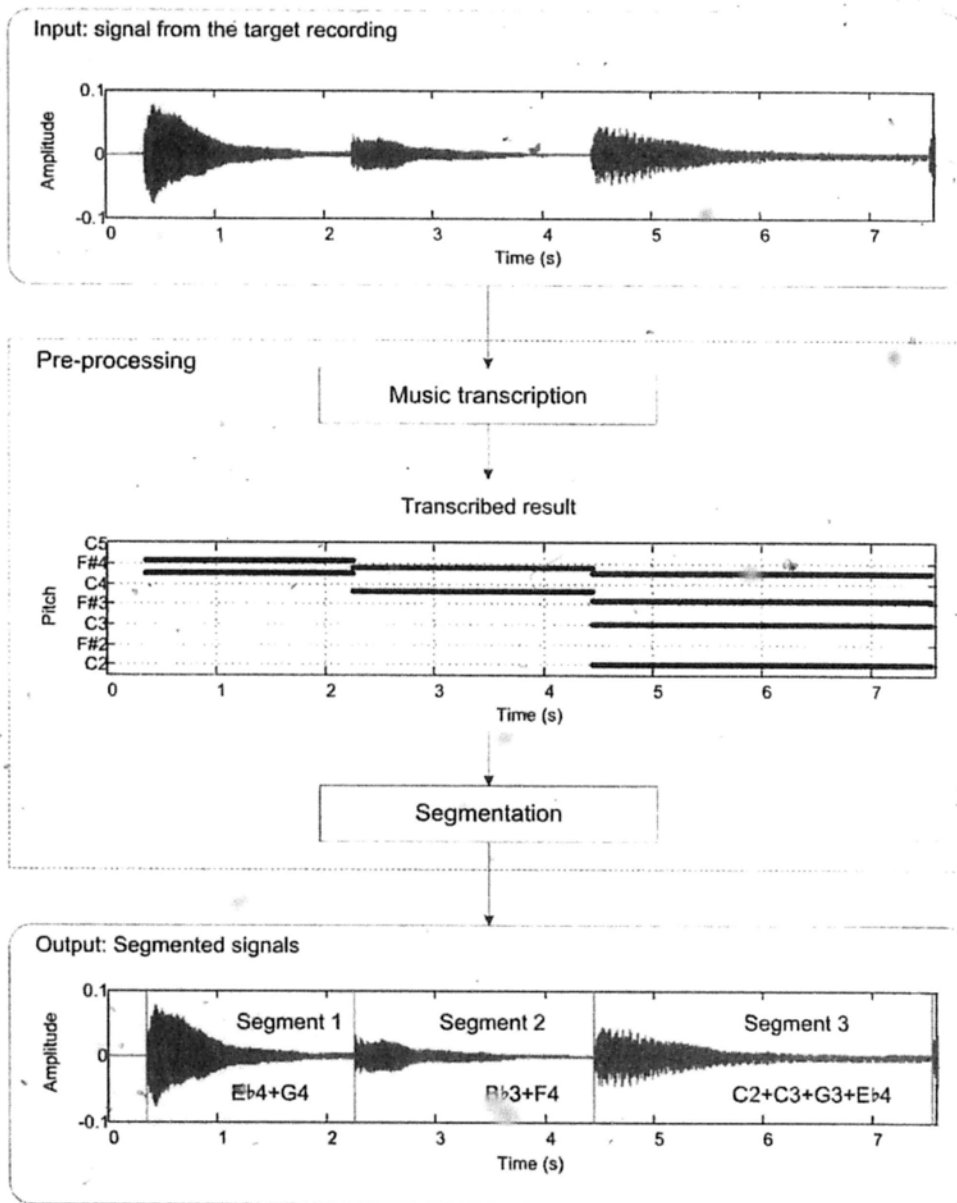 Input: signal from the target recording
0.1
0
-0.1
Amplitude
0 1 2 3 4 5 6 7
Time (s)
Pre-processing
Music transcription
Transcribed result
C5
F#4
C4
F#3
C3
F#2
C2
Pitch
0 1 2 3 4 5 6 7
Time (s)
Segmentation
Output: Segmented signals
0.1
0
-0.1
Amplitude
Segment 1 Segment 2 Segment 3
E♭4+G4 B♭3+F4 C2+C3+G3+E♭4
0 1 2 3 4 5 6 7
Time (s)